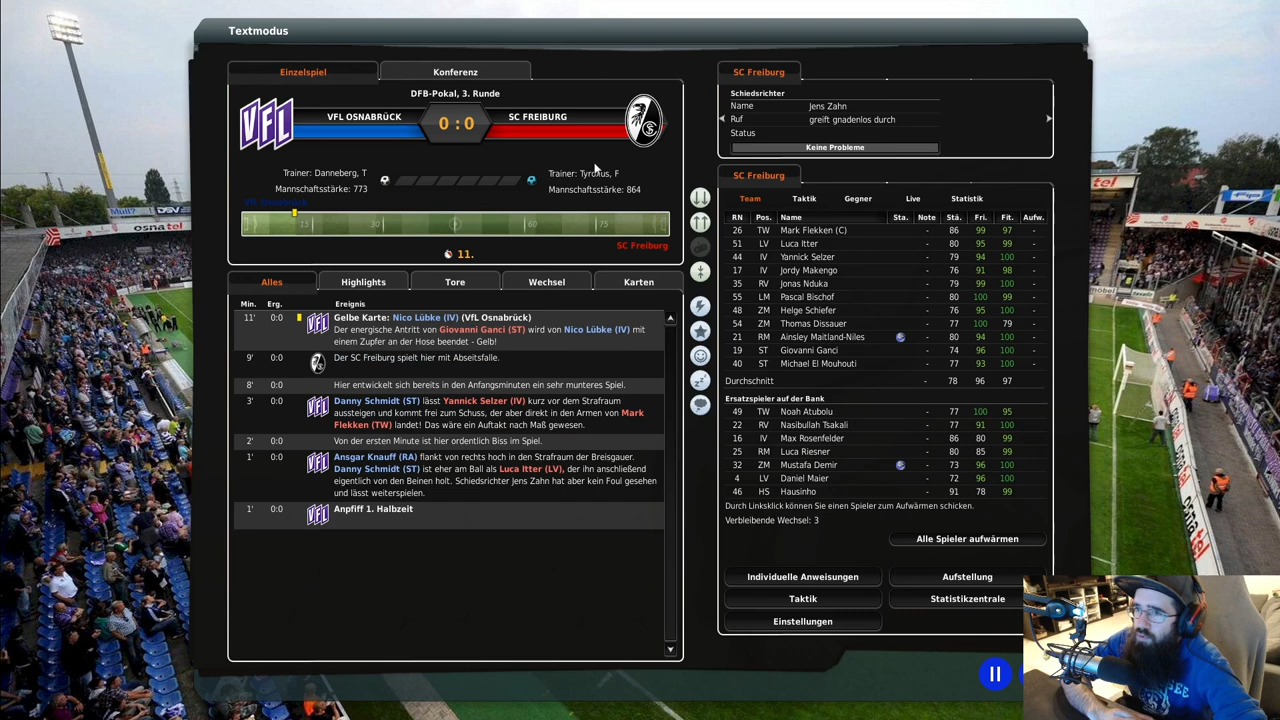 Textmodus
Einzelspiel
Konferenz
DFB-Pokal, 3. Runde
VFL
VFL OSNABRÜCK
0 : 0
SC FREIBURG
Trainer: Danneberg, T
Mannschaftsstärke: 773
Mannschaftsstärke: 864
VfL Osnabrück
15 30 60 75
SC Freiburg
11.
Alles Highlights Tore Wechsel Karten
Min. Erg. Ereignis
11' 0:0 Gelbe Karte: Nico Lübke (IV) (VfL Osnabrück)
Der energische Antritt von Giovanni Ganci (ST) wird von Nico Lübke (IV) mit
einem Zupfer an der Hose beendet - Gelb!
9' 0:0 Der SC Freiburg spielt hier mit Abseitsfalle.
8' 0:0 Hier entwickelt sich bereits in den Anfangsminuten ein sehr munteres Spiel.
3' 0:0 Danny Schmidt (ST) lässt Yannick Selzer (IV) kurz vor dem Strafraum
aussteigen und kommt frei zum Schuss, der aber direkt in den Armen von Mark
Flekken (TW) landet! Das wäre ein Auftakt nach Maß gewesen.
2' 0:0 Von der ersten Minute ist hier ordentlich Biss im Spiel.
1' 0:0 Ansgar Knauff (RA) flankt von rechts hoch in den Strafraum der Breisgauer.
Danny Schmidt (ST) ist eher am Ball als Luca Itter (LV), der ihn anschließend
eigentlich von den Beinen holt. Schiedsrichter Jens Zahn hat aber kein Foul gesehen
und lässt weiterspielen.
1' 0:0 Anpfiff 1. Halbzeit
SC Freiburg
Schiedsrichter
Name Jens Zahn
Ruf greift gnadenlos durch
Status
Keine Probleme
SC Freiburg
Team Taktik Gegner Live Statistik
RN Pos. Name Sta. Note Stä. Fri. Fit. Aufw.
26 TW Mark Flekken (C) - 86 99 97 -
51 LV Luca Itter - 80 95 99 -
44 IV Yannick Selzer - 79 94 100 -
17 IV Jordy Makengo - 76 91 98 -
35 RV Jonas Nduka - 79 99 100 -
55 LM Pascal Bischof - 80 100 99 -
48 ZM Helge Schiefer - 75 99 100 -
54 ZM Thomas Dissauer - 77 100 79 -
21 RM Ainsley Maitland-Niles - 80 94 100 -
19 ST Giovanni Ganci - 74 96 100 -
40 ST Michael El Mouhouti - 77 93 100 -
Durchschnitt - 78 96 97
Ersatzspieler auf der Bank
49 TW Noah Atubolu - 77 100 95
22 RV Nasibullah Tsakali - 77 91 100
16 IV Max Rosenfelder - 86 80 99
25 RM Luca Riesner - 80 85 99
32 ZM Mustafa Demir - 73 96 100
4 LV Daniel Maier - 72 96 100
46 HS Hausinho - 91 78 99
Durch Linksklick können Sie einen Spieler zum Aufwärmen schicken.
Verbleibende Wechsel: 3
Alle Spieler aufwärmen
Individuelle Anweisungen
Aufstellung
Taktik
Statistikzentrale
Einstellungen